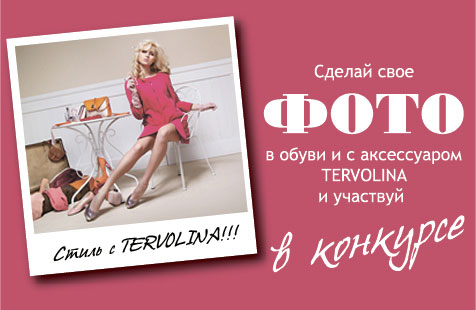 Сделай свое
ФОТО
в обуви и с аксессуаром
TERVOLINA
и участвуй
в конкурсе
Стиль с TERVOLINA!!!